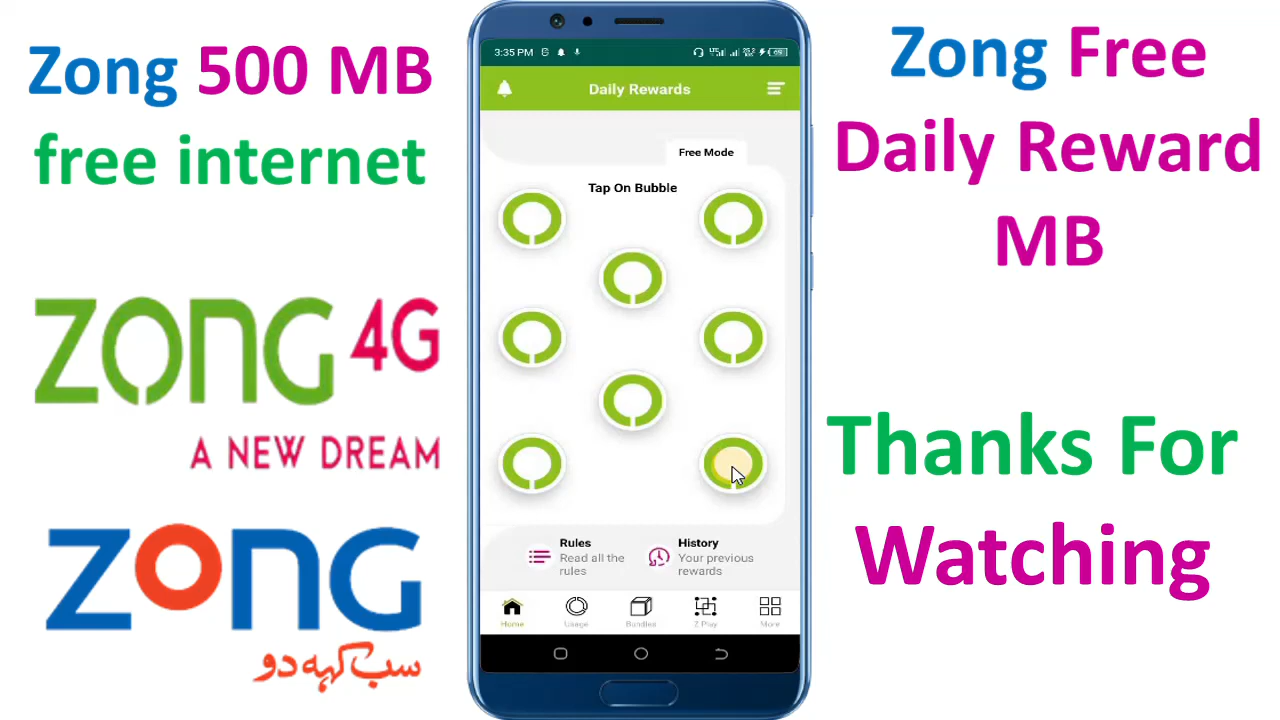 Zong 500 MB
free internet
ZONG 4G
A NEW DREAM
ZONG
سب کہہ دو
3:35 PM
Daily Rewards
Free Mode
Tap On Bubble
Rules
Read all the
rules
History
Your previous
rewards
Home
Usage
Bundles
Z Play
More
Zong Free
Daily Reward
MB
Thanks For
Watching